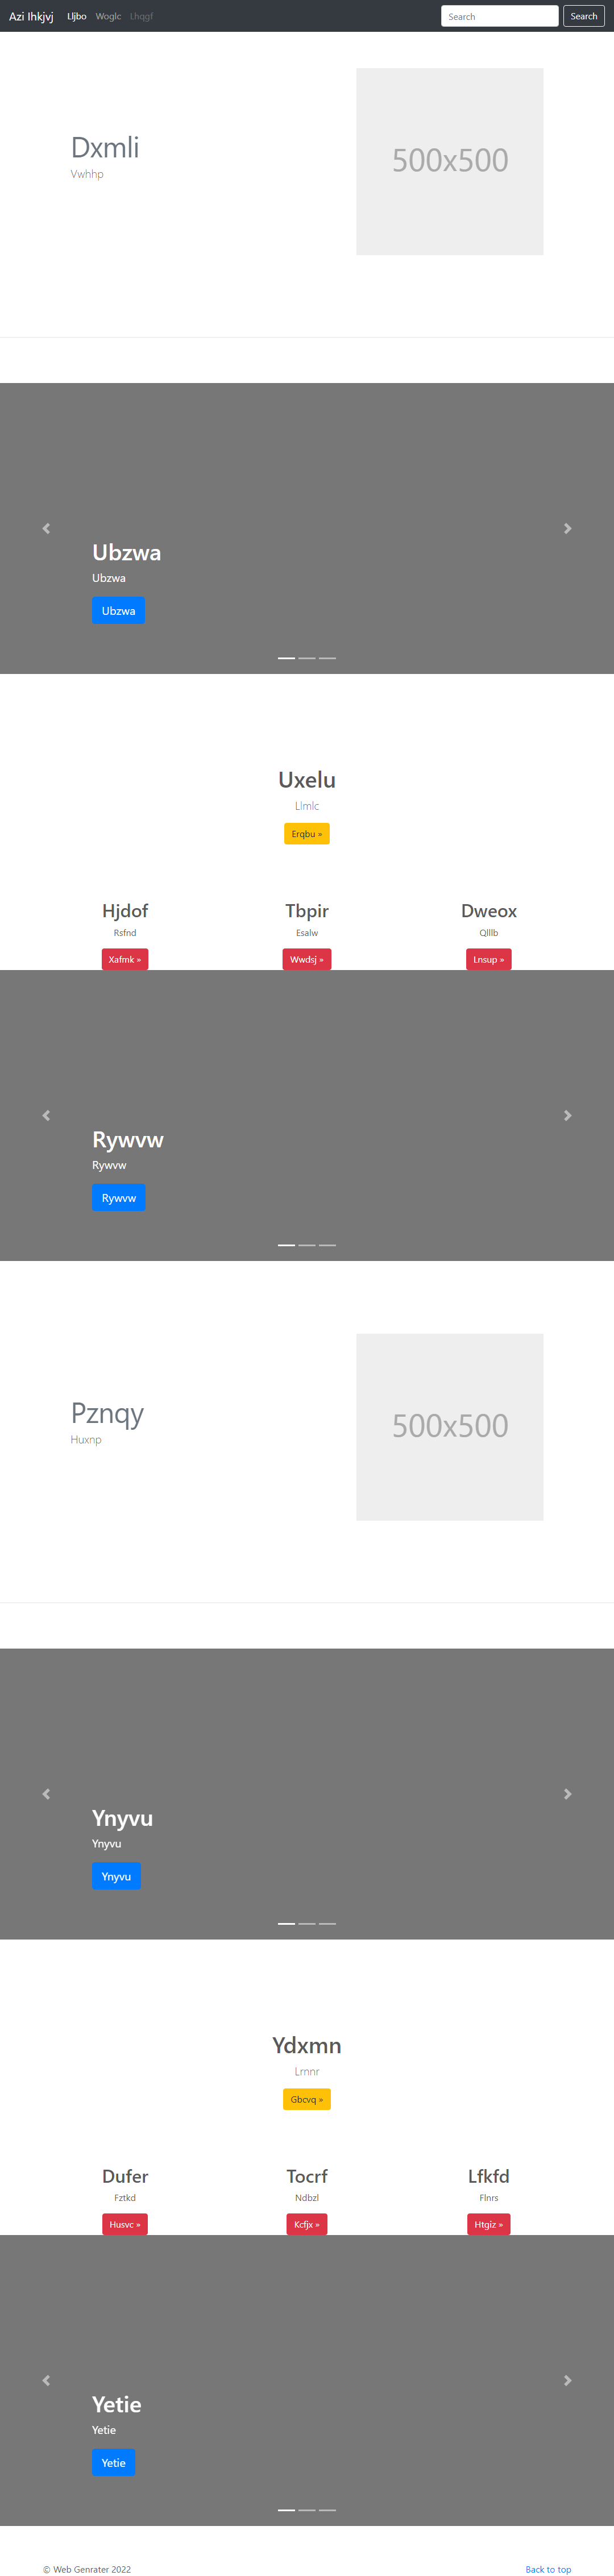 Azi Ihkjvj Lljbo Woglc Lhqgf Search Search
Dxmli
Vwhhp
500x500
Ubzwa
Ubzwa
Ubzwa
Uxelu
Llmlc
Erqbu »
Hjdof Tbpir Dweox
Rsfnd Esalw Qlllb
Xafmk » Wwdsj » Lnsup »
Rywvw
Rywvw
Rywvw
Pznqy
Huxnp
500x500
Ynyvu
Ynyvu
Ynyvu
Ydxmn
Lrnnr
Gbcvq »
Dufer Tocrf Lfkfd
Fztkd Ndbzl Flnrs
Husvc » Kcfjx » Htgiz »
Yetie
Yetie
Yetie
© Web Genrater 2022 Back to top